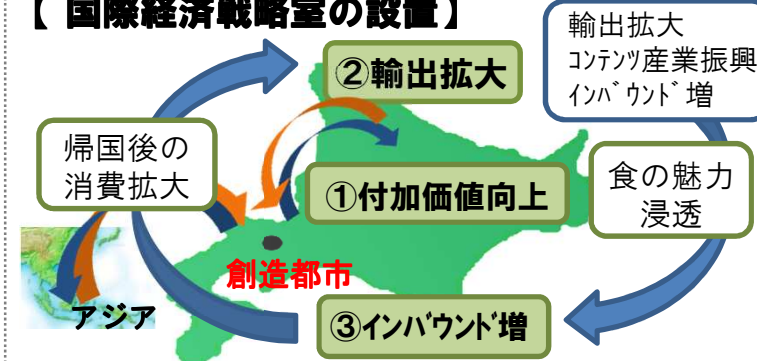 【 国際経済戦略室の設置】
輸出拡大
コンテンツ産業振興
インバウンド増
②輸出拡大
帰国後の
消費拡大
①付加価値向上
食の魅力
浸透
創造都市
アジア
③インバウンド増